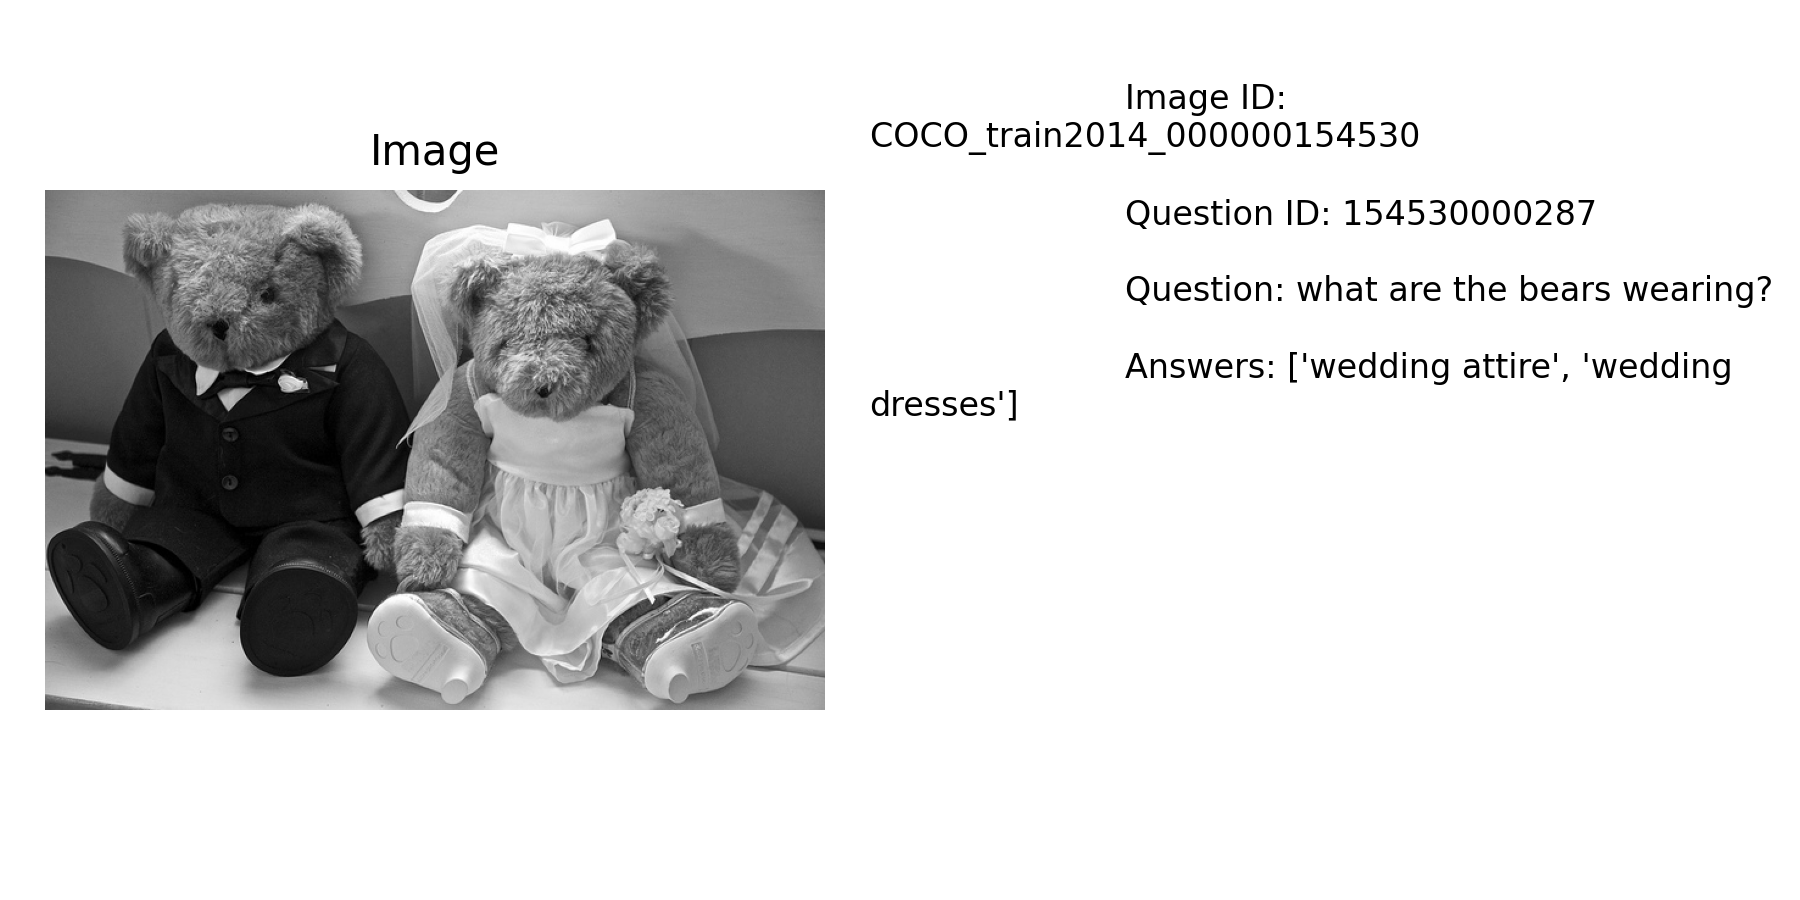 Image
Image ID:
COCO_train2014_000000154530
Question ID: 154530000287
Question: what are the bears wearing?
Answers: ['wedding attire', 'wedding
dresses']